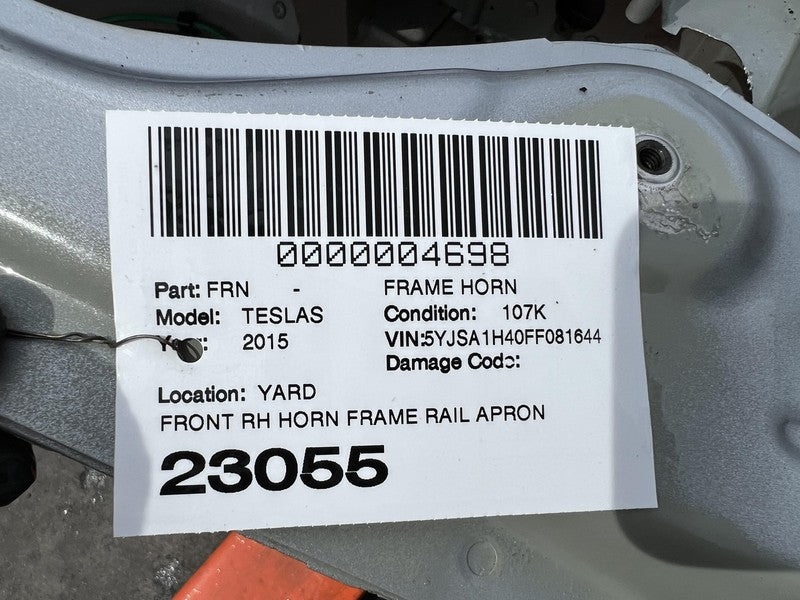 0000004698
Part: FRN - FRAME HORN
Model: TESLAS Condition: 107K
2015 VIN:5YJSA1H40FF081644
Damage Code:
Location: YARD
FRONT RH HORN FRAME RAIL APRON
23055